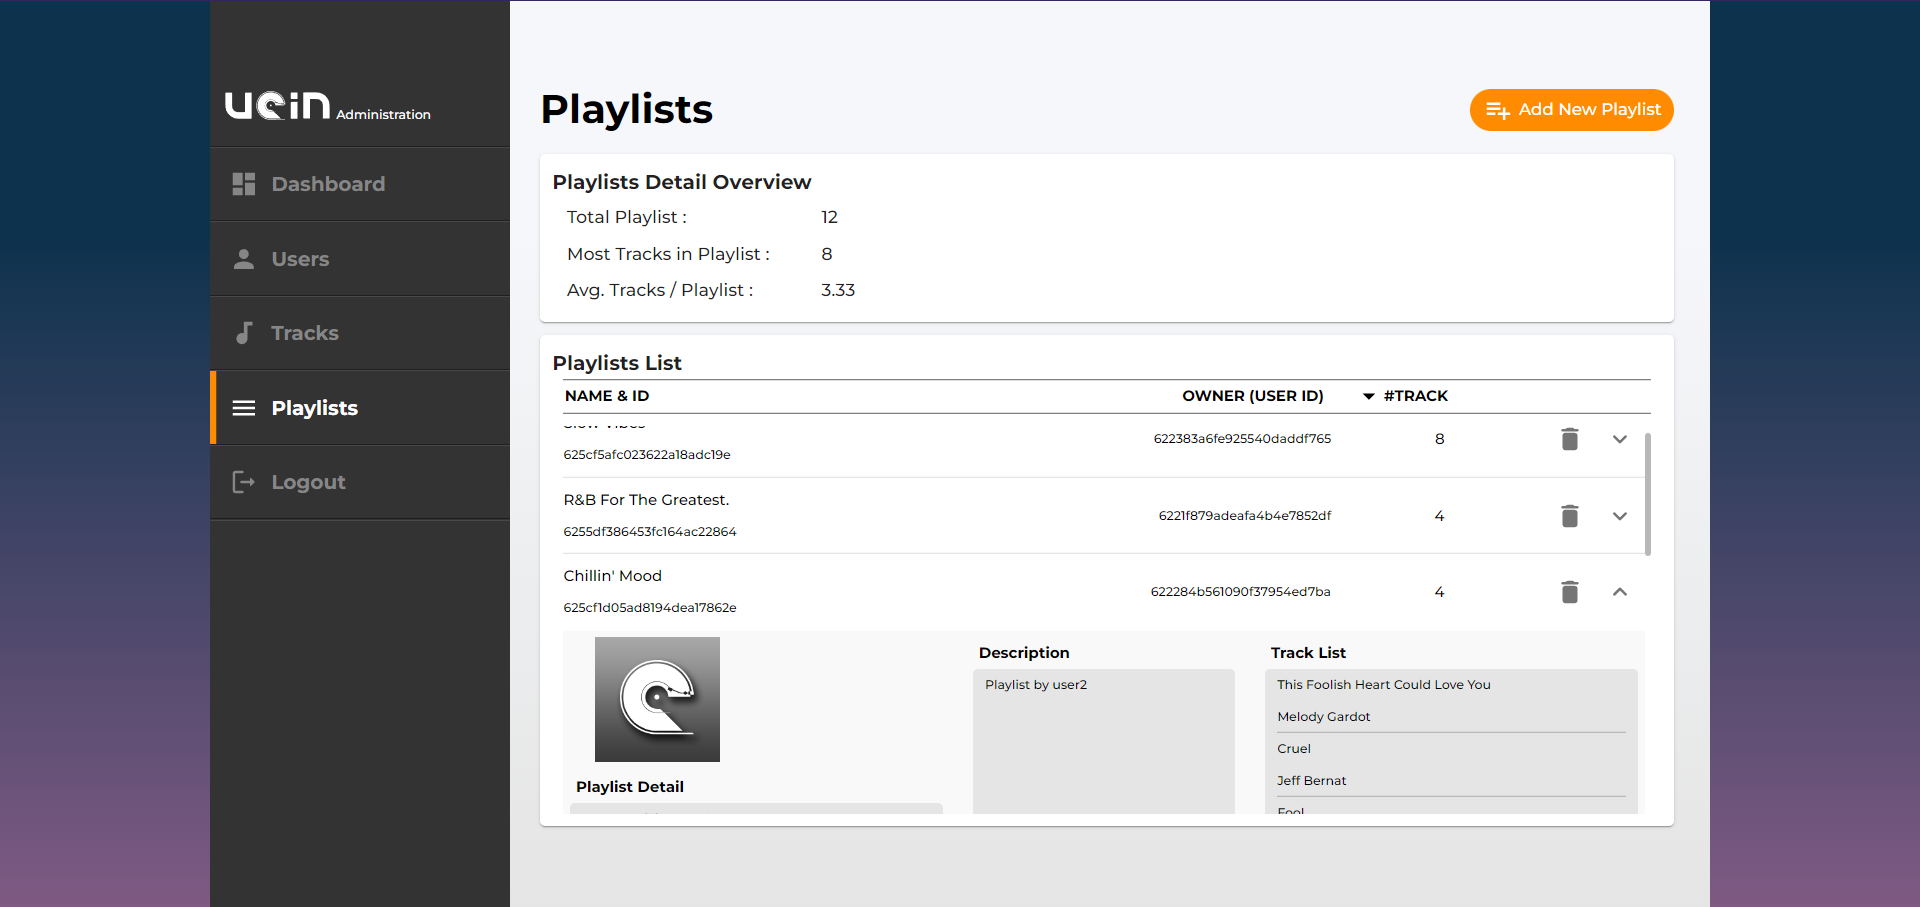 uein Administration
Dashboard
Users
Tracks
Playlists
Logout
Playlists
Add New Playlist
Playlists Detail Overview
Total Playlist : 12
Most Tracks in Playlist : 8
Avg. Tracks / Playlist : 3.33
Playlists List
NAME & ID OWNER (USER ID) #TRACK
Slow Vibes
622383a6fe925540daddf765 8
625cf5afc023622a18adc19e
R&B For The Greatest.
6221f879adeafa4b4e7852df 4
6255df386453fc164ac22864
Chillin' Mood
622284b561090f37954ed7ba 4
625cf1d05ad8194dea17862e
Description
Playlist by user2
Track List
This Foolish Heart Could Love You
Melody Gardot
Cruel
Jeff Bernat
Fool
Playlist Detail